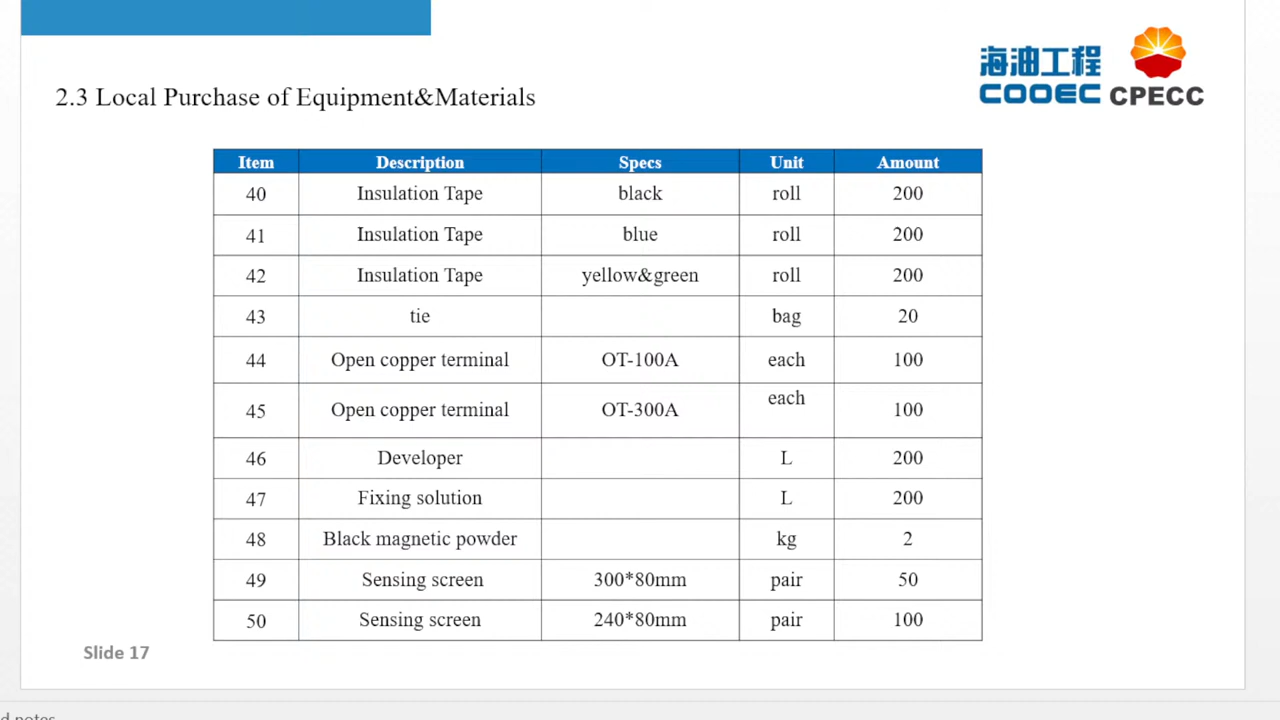 海油工程
COOEC CPECC
2.3 Local Purchase of Equipment&Materials
Item Description Specs Unit Amount
40 Insulation Tape black roll 200
41 Insulation Tape blue roll 200
42 Insulation Tape yellow&green roll 200
43 tie bag 20
44 Open copper terminal OT-100A each 100
45 Open copper terminal OT-300A each 100
46 Developer L 200
47 Fixing solution L 200
48 Black magnetic powder kg 2
49 Sensing screen 300*80mm pair 50
50 Sensing screen 240*80mm pair 100
Slide 17
d notes